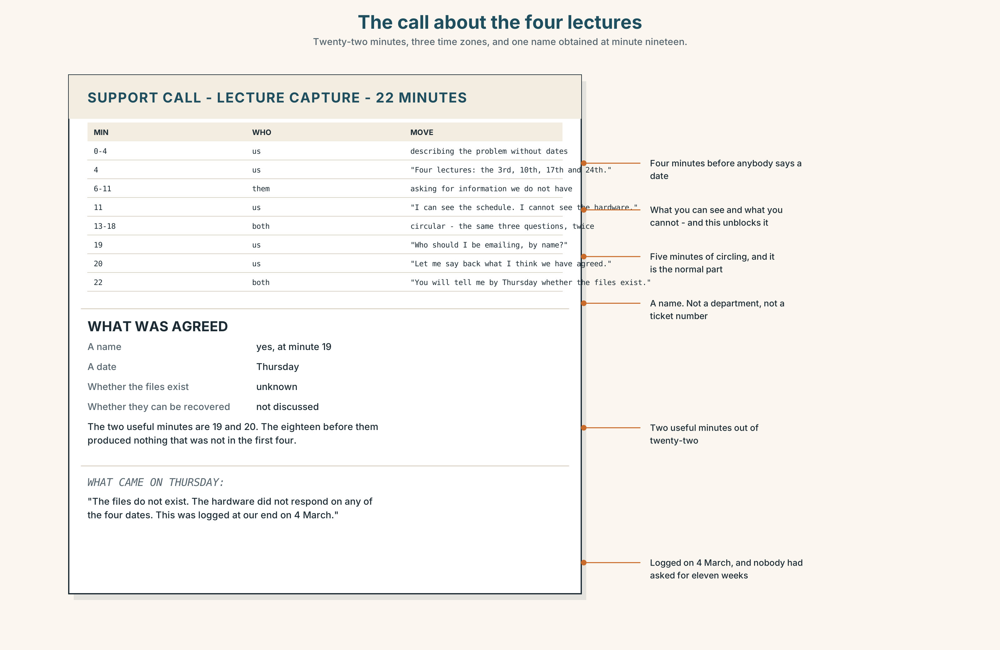 The call about the four lectures
Twenty-two minutes, three time zones, and one name obtained at minute nineteen.
SUPPORT CALL - LECTURE CAPTURE - 22 MINUTES
MIN WHO MOVE
0-4 us describing the problem without dates
4 us "Four lectures: the 3rd, 10th, 17th and 24th."
6-11 them asking for information we do not have
11 us "I can see the schedule. I cannot see the hardware."
13-18 both circular - the same three questions, twice
19 us "Who should I be emailing, by name?"
20 us "Let me say back what I think we have agreed."
22 both "You will tell me by Thursday whether the files exist."
WHAT WAS AGREED
A name yes, at minute 19
A date Thursday
Whether the files exist unknown
Whether they can be recovered not discussed
The two useful minutes are 19 and 20. The eighteen before them
produced nothing that was not in the first four.
WHAT CAME ON THURSDAY:
"The files do not exist. The hardware did not respond on any of
the four dates. This was logged at our end on 4 March."
Four minutes before anybody says a
date
What you can see and what you
cannot - and this unblocks it
Five minutes of circling, and it
is the normal part
A name. Not a department, not a
ticket number
Two useful minutes out of
twenty-two
Logged on 4 March, and nobody had
asked for eleven weeks